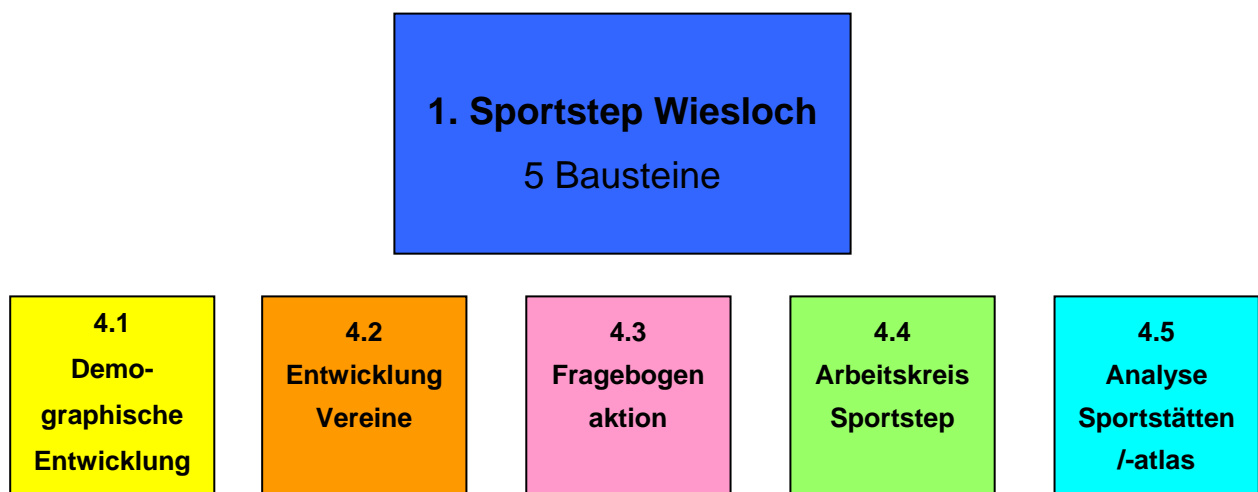 1. Sportstep Wiesloch
5 Bausteine
4.1
Demo-
graphische
Entwicklung
4.2
Entwicklung
Vereine
4.3
Fragebogen
aktion
4.4
Arbeitskreis
Sportstep
4.5
Analyse
Sportstätten
/-atlas